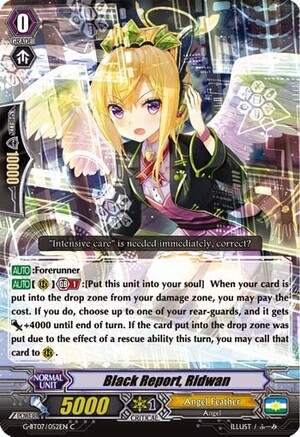 0
GRADE
10000
"Intensive care" is needed immediately, correct?
AUTO :Forerunner
AUTO [ 1 GB 1 :[Put this unit into your soul] When your card is
put into the drop zone from your damage zone, you may pay the
cost. If you do, choose up to one of your rear-guards, and it gets
+4000 until end of turn. If the card put into the drop zone was
put due to the effect of a rescue ability this turn, you may call that
card to .
NORMAL
UNIT
Black Report, Ridwan
POWER
5000
1
CRITICAL
Angel Feather
Angel
G-BT07/052EN C
ILLUST /